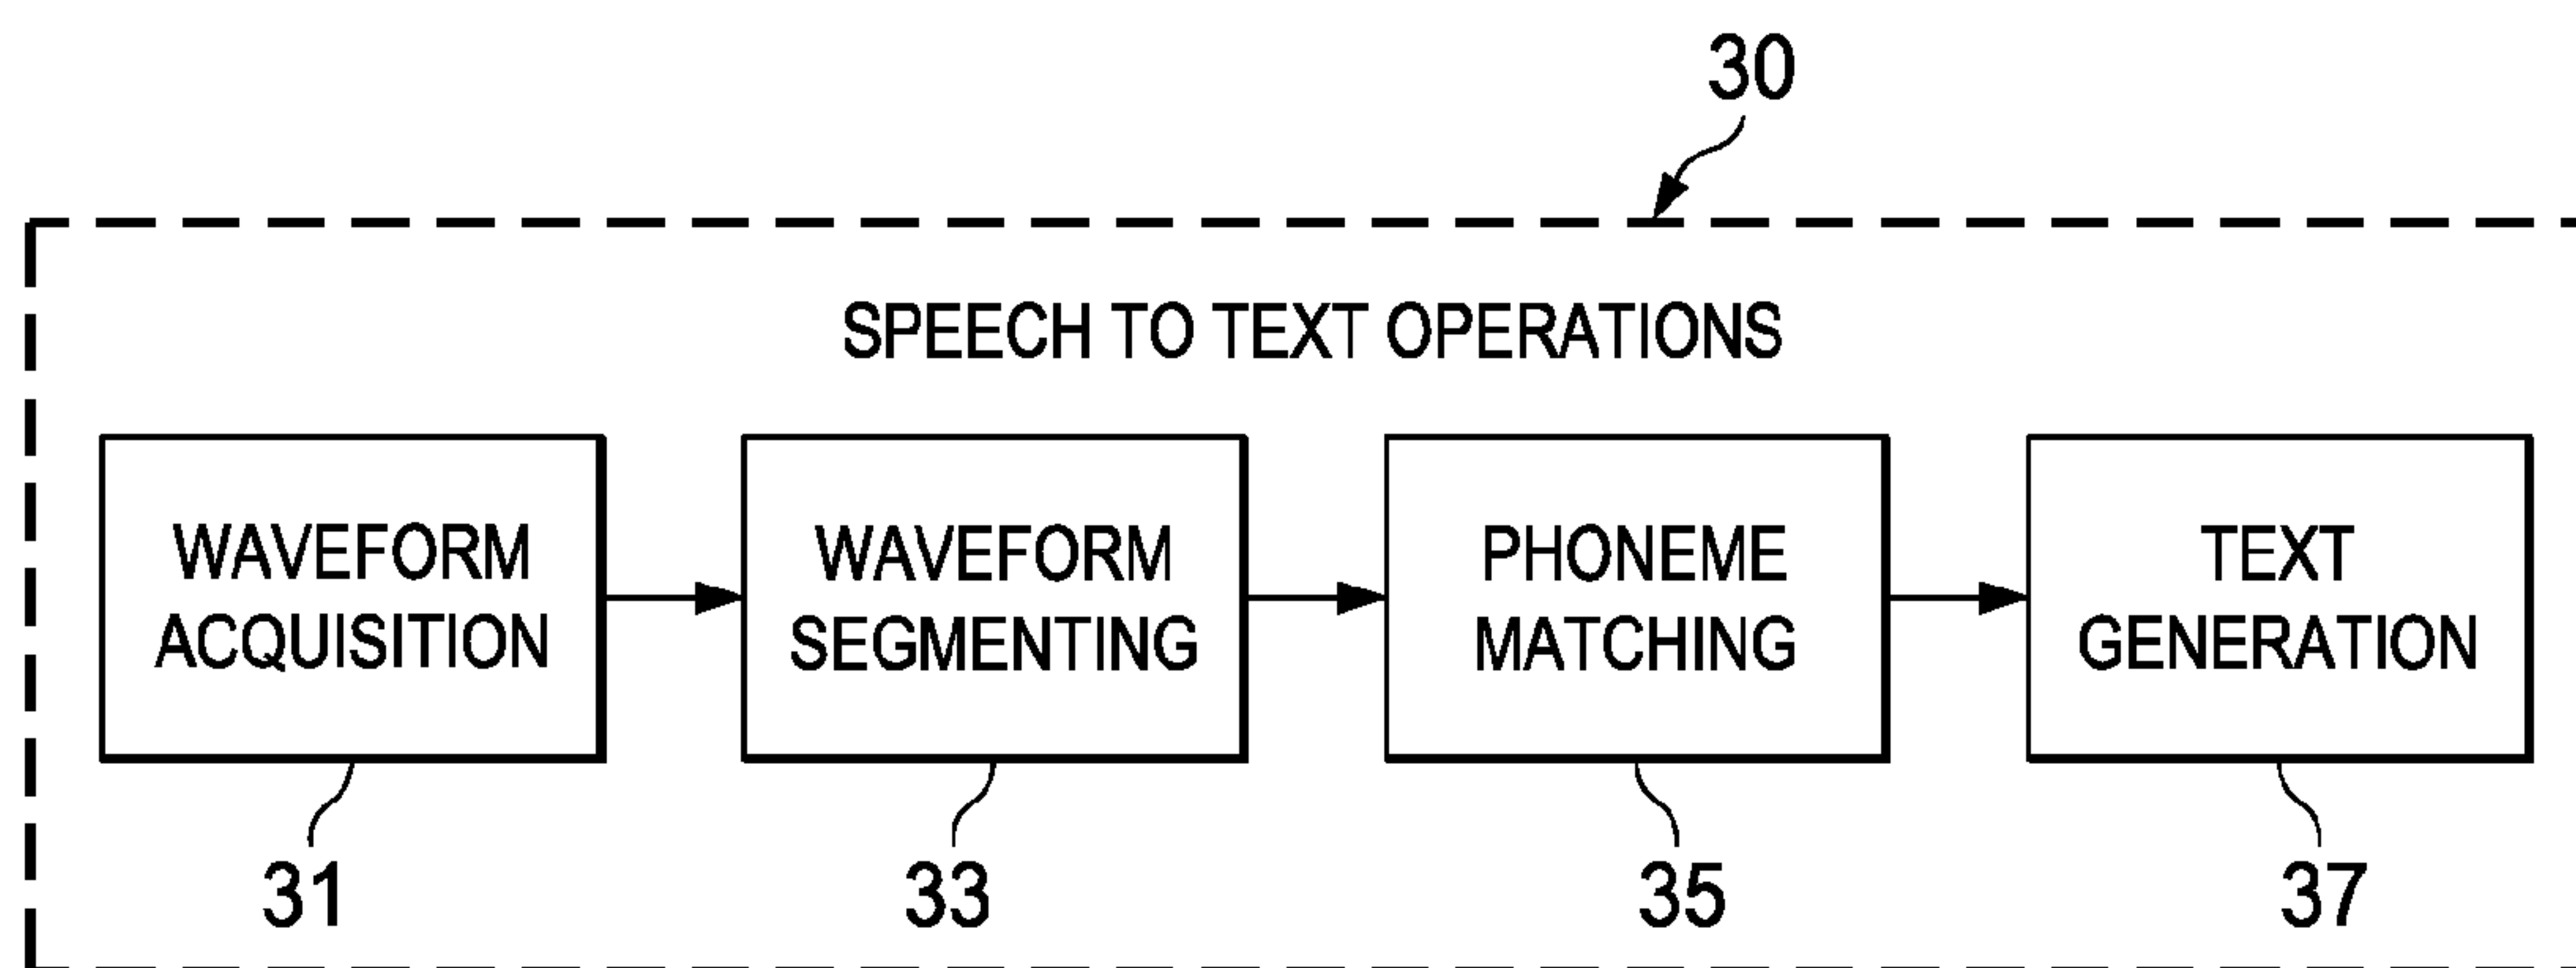 30
SPEECH TO TEXT OPERATIONS
WAVEFORM
ACQUISITION
WAVEFORM
SEGMENTING
PHONEME
MATCHING
TEXT
GENERATION
31
33
35
37